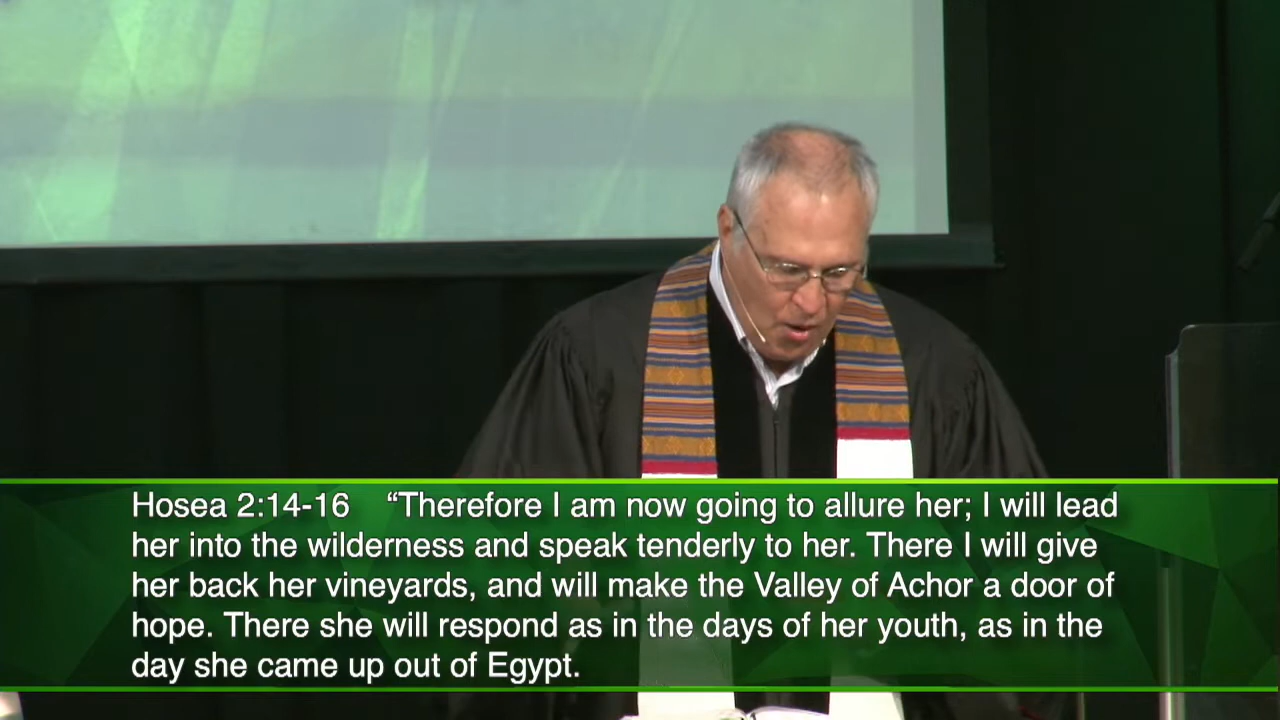 Hosea 2:14-16 “Therefore I am now going to allure her; I will lead
her into the wilderness and speak tenderly to her. There I will give
her back her vineyards, and will make the Valley of Achor a door of
hope. There she will respond as in the days of her youth, as in the
day she came up out of Egypt.